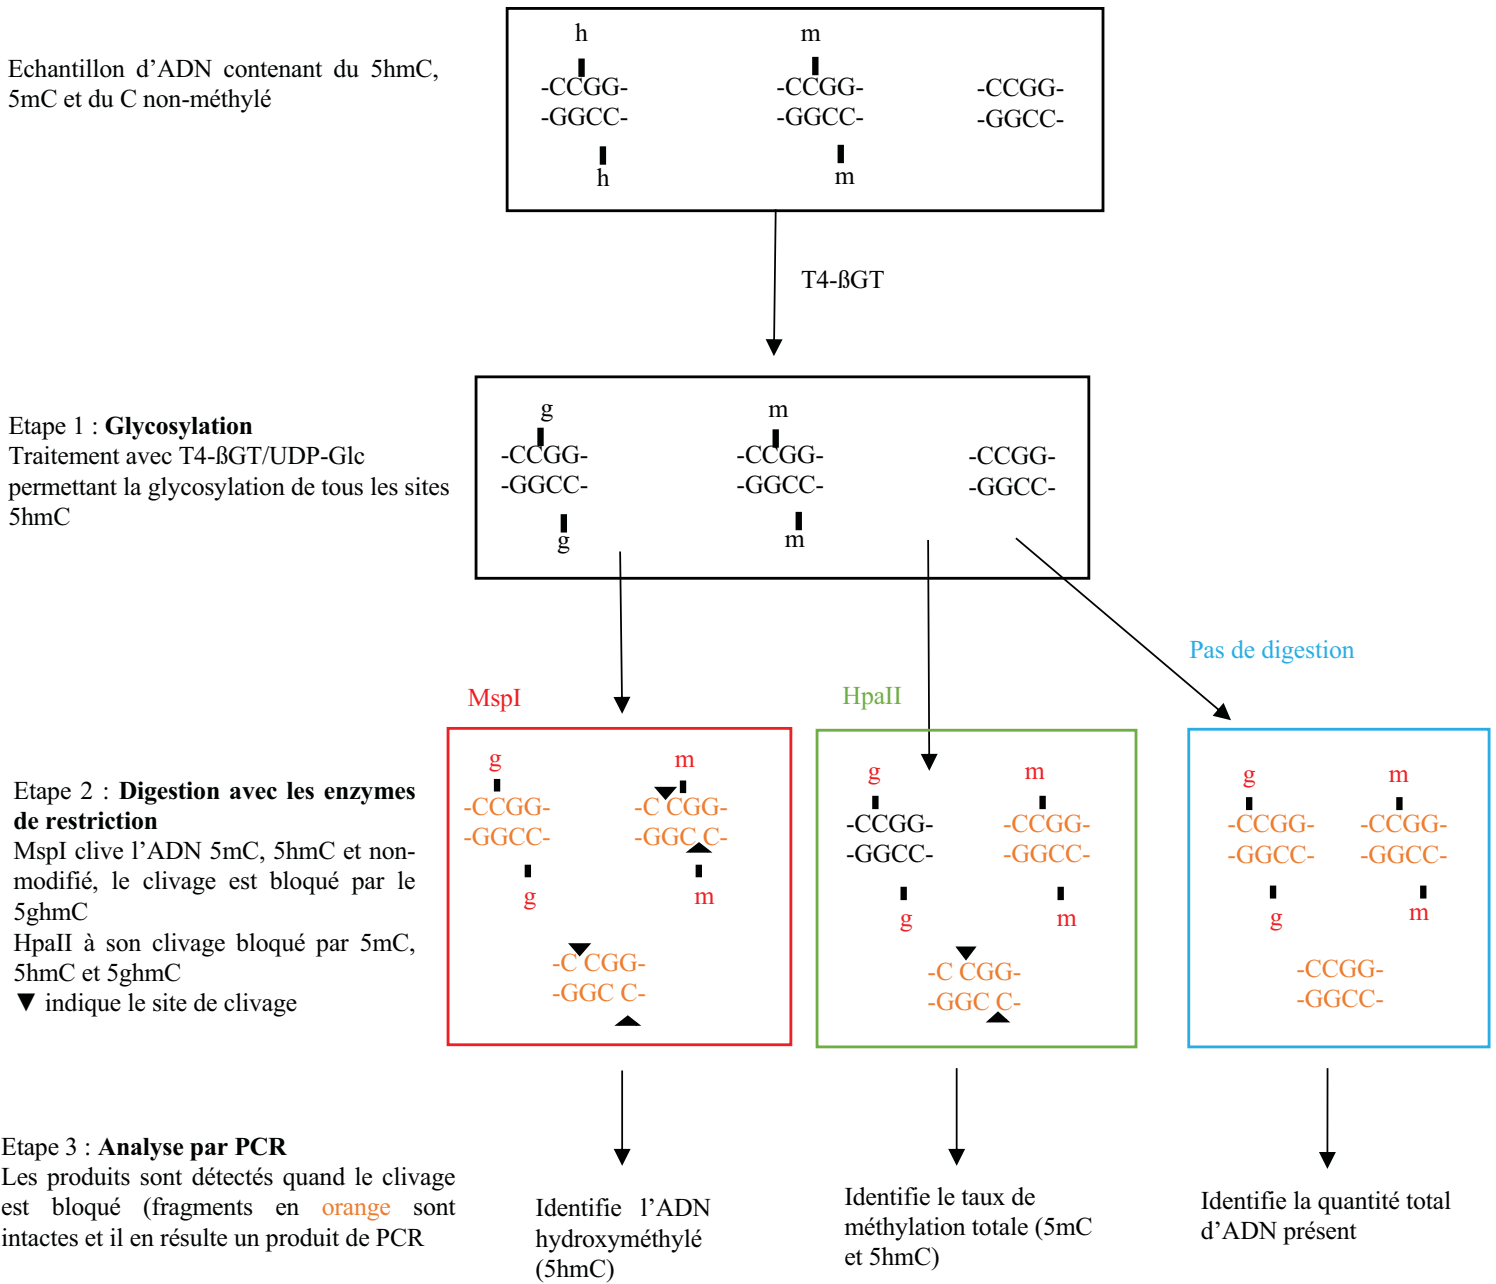 h
m
Echantillon d'ADN contenant du 5hmC,
5mC et du C non-méthylé
-CCGG-
-CCGG-
-CCGG-
-GGCC-
-GGCC-
-GGCC-
h
m
T4-ßGT
Etape 1 : Glycosylation
Traitement avec T4-ßGT/UDP-Glc
permettant la glycosylation de tous les sites
5hmC
g
m
-CCGG-
-CCGG-
-CCGG-
-GGCC-
-GGCC-
-GGCC-
g
m
Pas de digestion
MspI
HpaII
Etape 2 : Digestion avec les enzymes
de restriction
MspI clive l'ADN 5mC, 5hmC et non-
modifié, le clivage est bloqué par le
5ghmC
HpaII à son clivage bloqué par 5mC,
5hmC et 5ghmC
▼ indique le site de clivage
g
m
-CCGG-
-C CGG-
-GGCC-
-GGC C-
g
m
-C CGG-
-GGC C-
g
m
-CCGG-
-CCGG-
-GGCC-
-GGCC-
g
m
-C CGG-
-GGC C-
g
m
-CCGG-
-CCGG-
-GGCC-
-GGCC-
g
m
-CCGG-
-GGCC-
Etape 3 : Analyse par PCR
Les produits sont détectés quand le clivage
est bloqué (fragments en orange sont
intactes et il en résulte un produit de PCR
Identifie l'ADN
hydroxyméthylé
(5hmC)
Identifie le taux de
méthylation totale (5mC
et 5hmC)
Identifie la quantité total
d'ADN présent